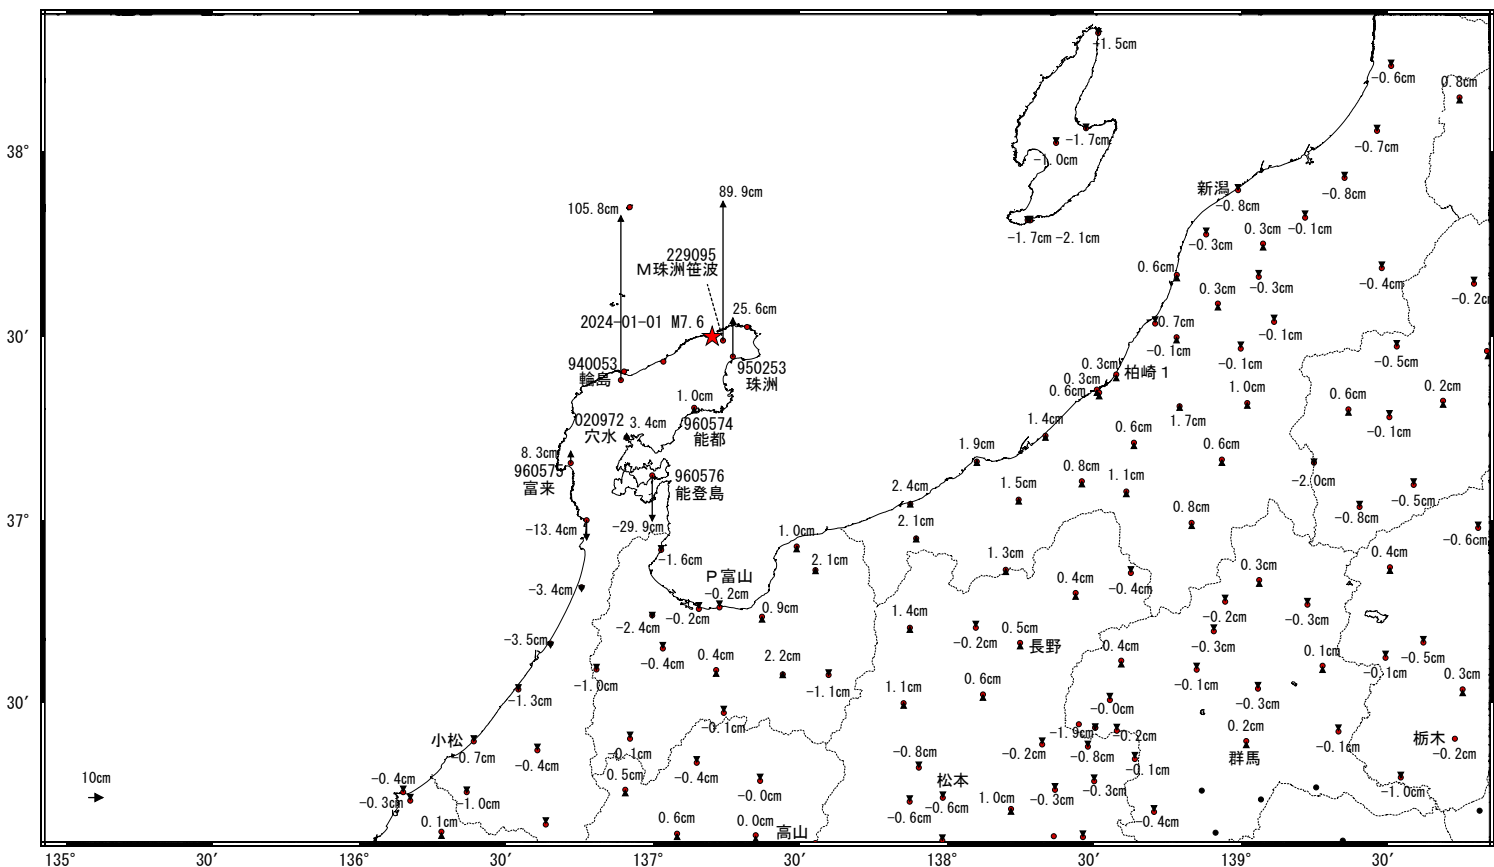 -1.5cm
-0.6cm
0.8cm
-1.7cm
-0.7cm
38°
-1.0cm
-0.8cm
新潟
89.9cm
105.8cm
-0.8cm
-0.1cm
-1.7cm -2.1cm
0.3cm
-0.3cm
229095
M珠洲笹波
0.6cm
-0.4cm
-0.3cm
-0.2cm
0.3cm
25.6cm
2024-01-01 M7.6
30′
0.7cm
-0.1cm
-0.1cm
-0.1cm
-0.5cm
940053
輪島
950253
珠洲
0.3cm
柏崎1
0.3cm
0.6cm
1.0cm
0.2cm
1.0cm
0.6cm
020972
穴水
3.4cm
960574
能都
1.4cm
1.7cm
-0.1cm
0.6cm
0.6cm
1.9cm
8.3cm
960575
富来
960576
能登島
0.8cm
1.1cm
-2.0cm
2.4cm
1.5cm
-0.5cm
37°
-13.4cm
-29.9cm
2.1cm
0.8cm
-0.8cm
1.0cm
-0.6cm
-1.6cm
2.1cm
1.3cm
0.3cm
0.4cm
P富山
-0.2cm
0.4cm
-0.4cm
-3.4cm
-0.2cm
0.9cm
1.4cm
-0.2cm
-0.3cm
-2.4cm
-3.5cm
-0.2cm
0.5cm
長野
-0.3cm
-0.4cm
0.4cm
2.2cm
0.4cm
0.1cm
-0.1cm
-0.5cm
-1.0cm
-1.1cm
1.1cm
0.6cm
-0.1cm
0.3cm
30′
-1.3cm
-0.0cm
-0.3cm
-0.1cm
-1.9cm
-0.2cm
0.2cm
群馬
-0.1cm
栃木
-0.2cm
小松
-0.7cm
-0.1cm
-0.8cm
-0.2cm
-0.8cm
-0.4cm
-0.4cm
-0.1cm
10cm
-0.4cm
0.5cm
松本
-0.0cm
-0.3cm
-0.3cm
-1.0cm
-0.3cm
-1.0cm
-0.6cm
-0.6cm
1.0cm
0.1cm
0.6cm
0.0cm
高山
-0.4cm
135°
30′
136°
30′
137°
30′
138°
30′
139°
30′